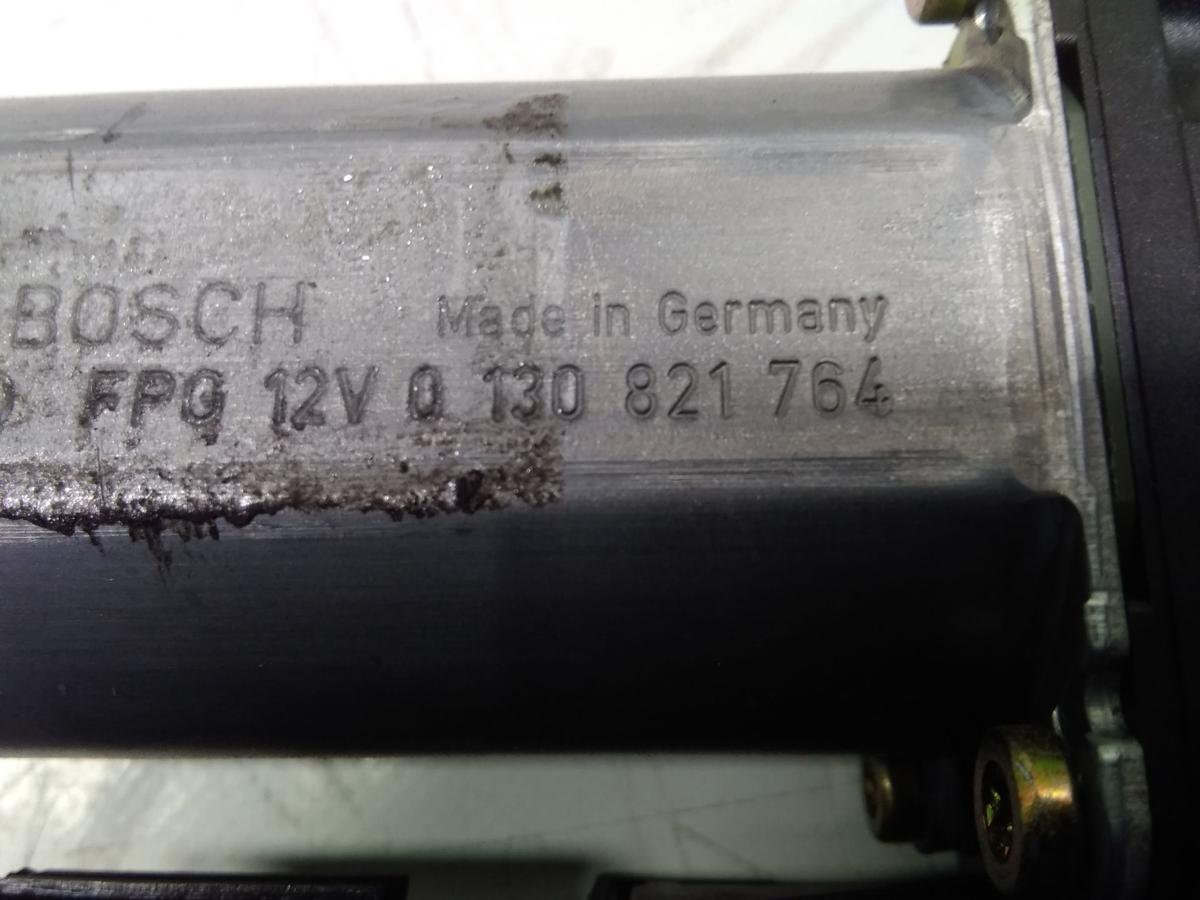 BOSCH Made in Germany
FPG 12V 0 130 821 764